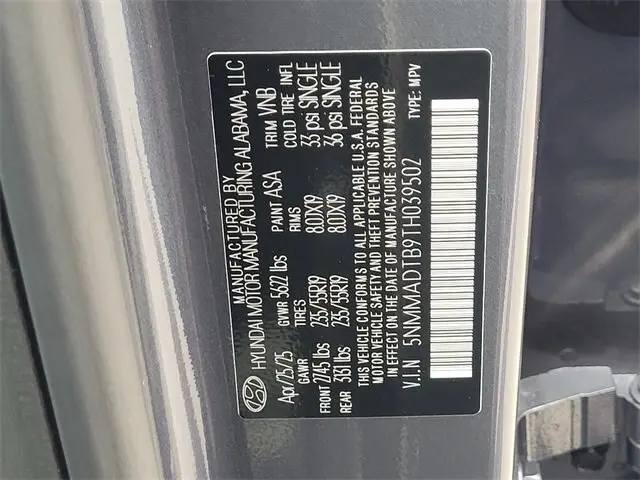 MANUFACTURED BY
HYUNDAI MOTOR MANUFACTURING ALABAMA, LLC
Apr/25/25 GVWR 5622 lbs PAINT ASA TRIM VNB
GAWR TIRES RIMS COLD TIRE INFL
FRONT 2745 lbs 235/55R19 8.0JX19 33 psi SINGLE
REAR 3131 lbs 235/55R19 8.0JX19 36 psi SINGLE
THIS VEHICLE CONFORMS TO ALL APPLICABLE U.S.A. FEDERAL
MOTOR VEHICLE SAFETY AND THEFT PREVENTION STANDARDS
IN EFFECT ON THE DATE OF MANUFACTURE SHOWN ABOVE
V.I.N 5NMMADTB9TH039502 TYPE: MPV